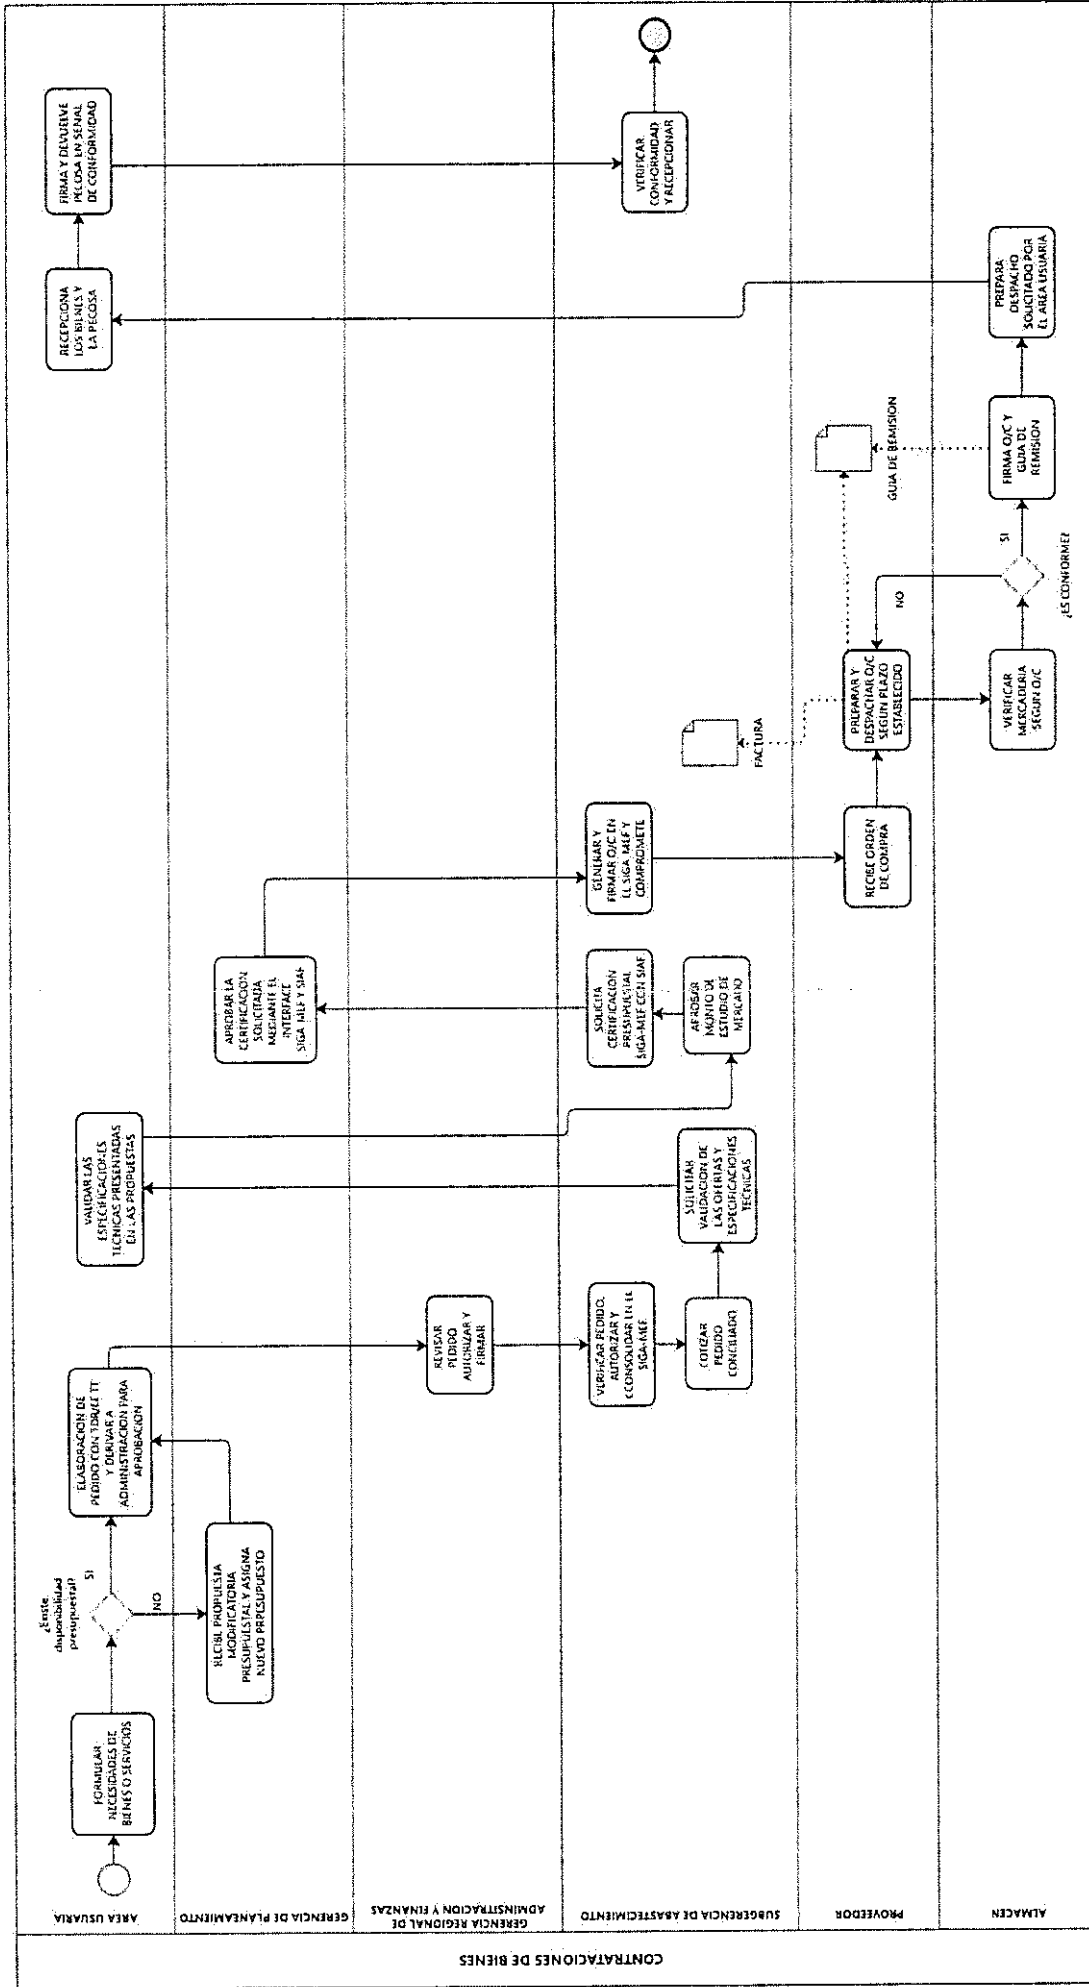 CONTRATACIONES DE BIENES
AREA USUARIA
FORMULAR
NECESIDADES DE
BIENES O SERVICIOS
¿Existe
disponibilidad
presupuestal?
SI
NO
ELABORACION DE
PEDIDO CON TDR/EETT
Y DERIVAR A
ADMINISTRACION PARA
APROBACION
VALIDAR LAS
ESPECIFICACIONES
TECNICAS PRESENTADAS
EN LAS PROPUESTAS
RECEPCIONA
LOS BIENES Y
LA PECOSA
FIRMA Y DEVUELVE
PECOSA EN SEÑAL
DE CONFORMIDAD
GERENCIA DE PLANEAMIENTO
RECIBE PROPUESTA
MODIFICATORIA
PRESUPUESTAL Y ASIGNA
NUEVO PRPESUPUESTO
APROBAR LA
CERTIFICACION
SOLICITADA
MEDIANTE EL
INTERFACE
SIGA-MEF Y SIAF
GERENCIA REGIONAL DE
ADMINSITRACION Y FINANZAS
REVISAR
PEDIDO
AUTORIZAR Y
FIRMAR
SUBGERENCIA DE ABASTECIMIENTO
VERIFICAR PEDIDO,
AUTORIZAR Y
CCONSOLIDAR EN EL
SIGA-MEF
COTIZAR
PEDIDO
CONCILIADO
SOLICITAR
VALIDACION DE
LAS OFERTAS Y
ESPECIFICACIONES
TECNICAS
APROBAR
MONTO DE
ESTUDIO DE
MERCADO
SOLICITA
CERTIFICACION
PRESUPUESTAL
SIGA-MEF CON SIAF
GENERAR Y
FIRMAR O/C EN
EL SIGA-MEF Y
COMPROMETE
FACTURA
VERIFICAR
CONFORMIDAD
Y RECEPCIONAR
PROVEEDOR
RECIBE ORDEN
DE COMPRA
PREPARAR Y
DESPACHAR O/C
SEGUN PLAZO
ESTABLECIDO
NO
GUIA DE REMISION
ALMACEN
VERIFICAR
MERCADERIA
SEGUN O/C
¿ES CONFORME?
SI
FIRMA O/C Y
GUIA DE
REMISION
PREPARA
DESPACHO
SOLICITADO POR
EL AREA USUARIA